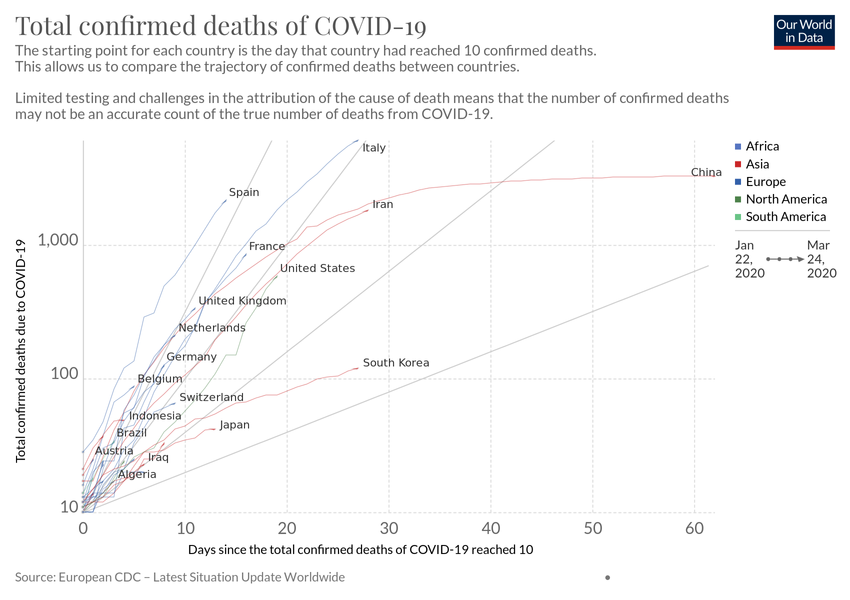 Total confirmed deaths of COVID-19
Our World
in Data
The starting point for each country is the day that country had reached 10 confirmed deaths.
This allows us to compare the trajectory of confirmed deaths between countries.
Limited testing and challenges in the attribution of the cause of death means that the number of confirmed deaths
may not be an accurate count of the true number of deaths from COVID-19.
Italy
China
Spain
Iran
France
United States
United Kingdom
Netherlands
Germany
South Korea
Belgium
Switzerland
Indonesia
Japan
Brazil
Austria
Iraq
Algeria
Africa
Asia
Europe
North America
South America
Jan
22,
2020
Mar
24,
2020
Total confirmed deaths due to COVID-19
1,000
100
10
0
10
20
30
40
50
60
Days since the total confirmed deaths of COVID-19 reached 10
Source: European CDC – Latest Situation Update Worldwide